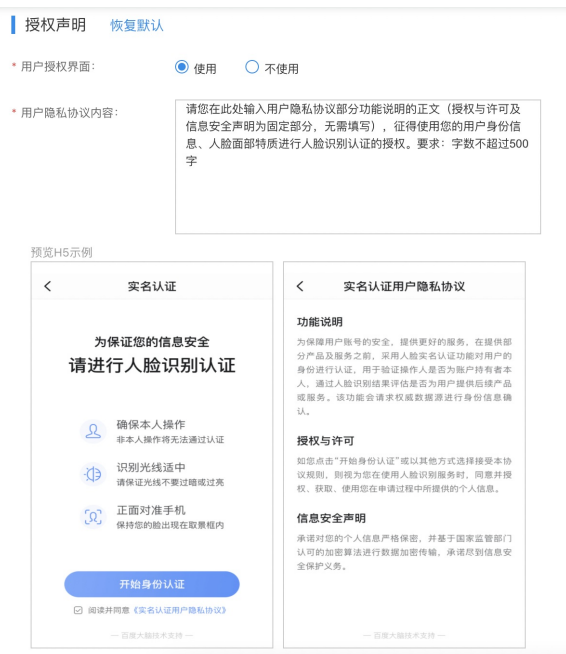 授权声明 恢复默认
* 用户授权界面: 使用 不使用
* 用户隐私协议内容:
请您在此处输入用户隐私协议部分功能说明的正文（授权与许可及
信息安全声明为固定部分，无需填写），征得使用您的用户身份信
息、人脸面部特质进行人脸识别认证的授权。要求：字数不超过500
字
预览H5示例
实名认证
为保证您的信息安全
请进行人脸识别认证
确保本人操作
非本人操作将无法通过认证
识别光线适中
请保证光线不要过暗或过亮
正面对准手机
保持您的脸出现在取景框内
开始身份认证
阅读并同意《实名认证用户隐私协议》
— 百度大脑技术支持 —
实名认证用户隐私协议
功能说明
为保障用户账号的安全，提供更好的服务，在提供部
分产品及服务之前，采用人脸实名认证功能对用户的
身份进行认证，用于验证操作人是否为账户持有者本
人，通过人脸识别结果评估是否为用户提供后续产品
或服务。该功能会请求权威数据源进行身份信息确
认。
授权与许可
如您点击“开始身份认证”或以其他方式选择接受本协
议规则，则视为您在使用人脸识别服务时，同意并授
权、获取、使用您在申请过程中所提供的个人信息。
信息安全声明
承诺对您的个人信息严格保密，并基于国家监管部门
认可的加密算法进行数据加密传输，承诺尽到信息安
全保护义务。
— 百度大脑技术支持 —